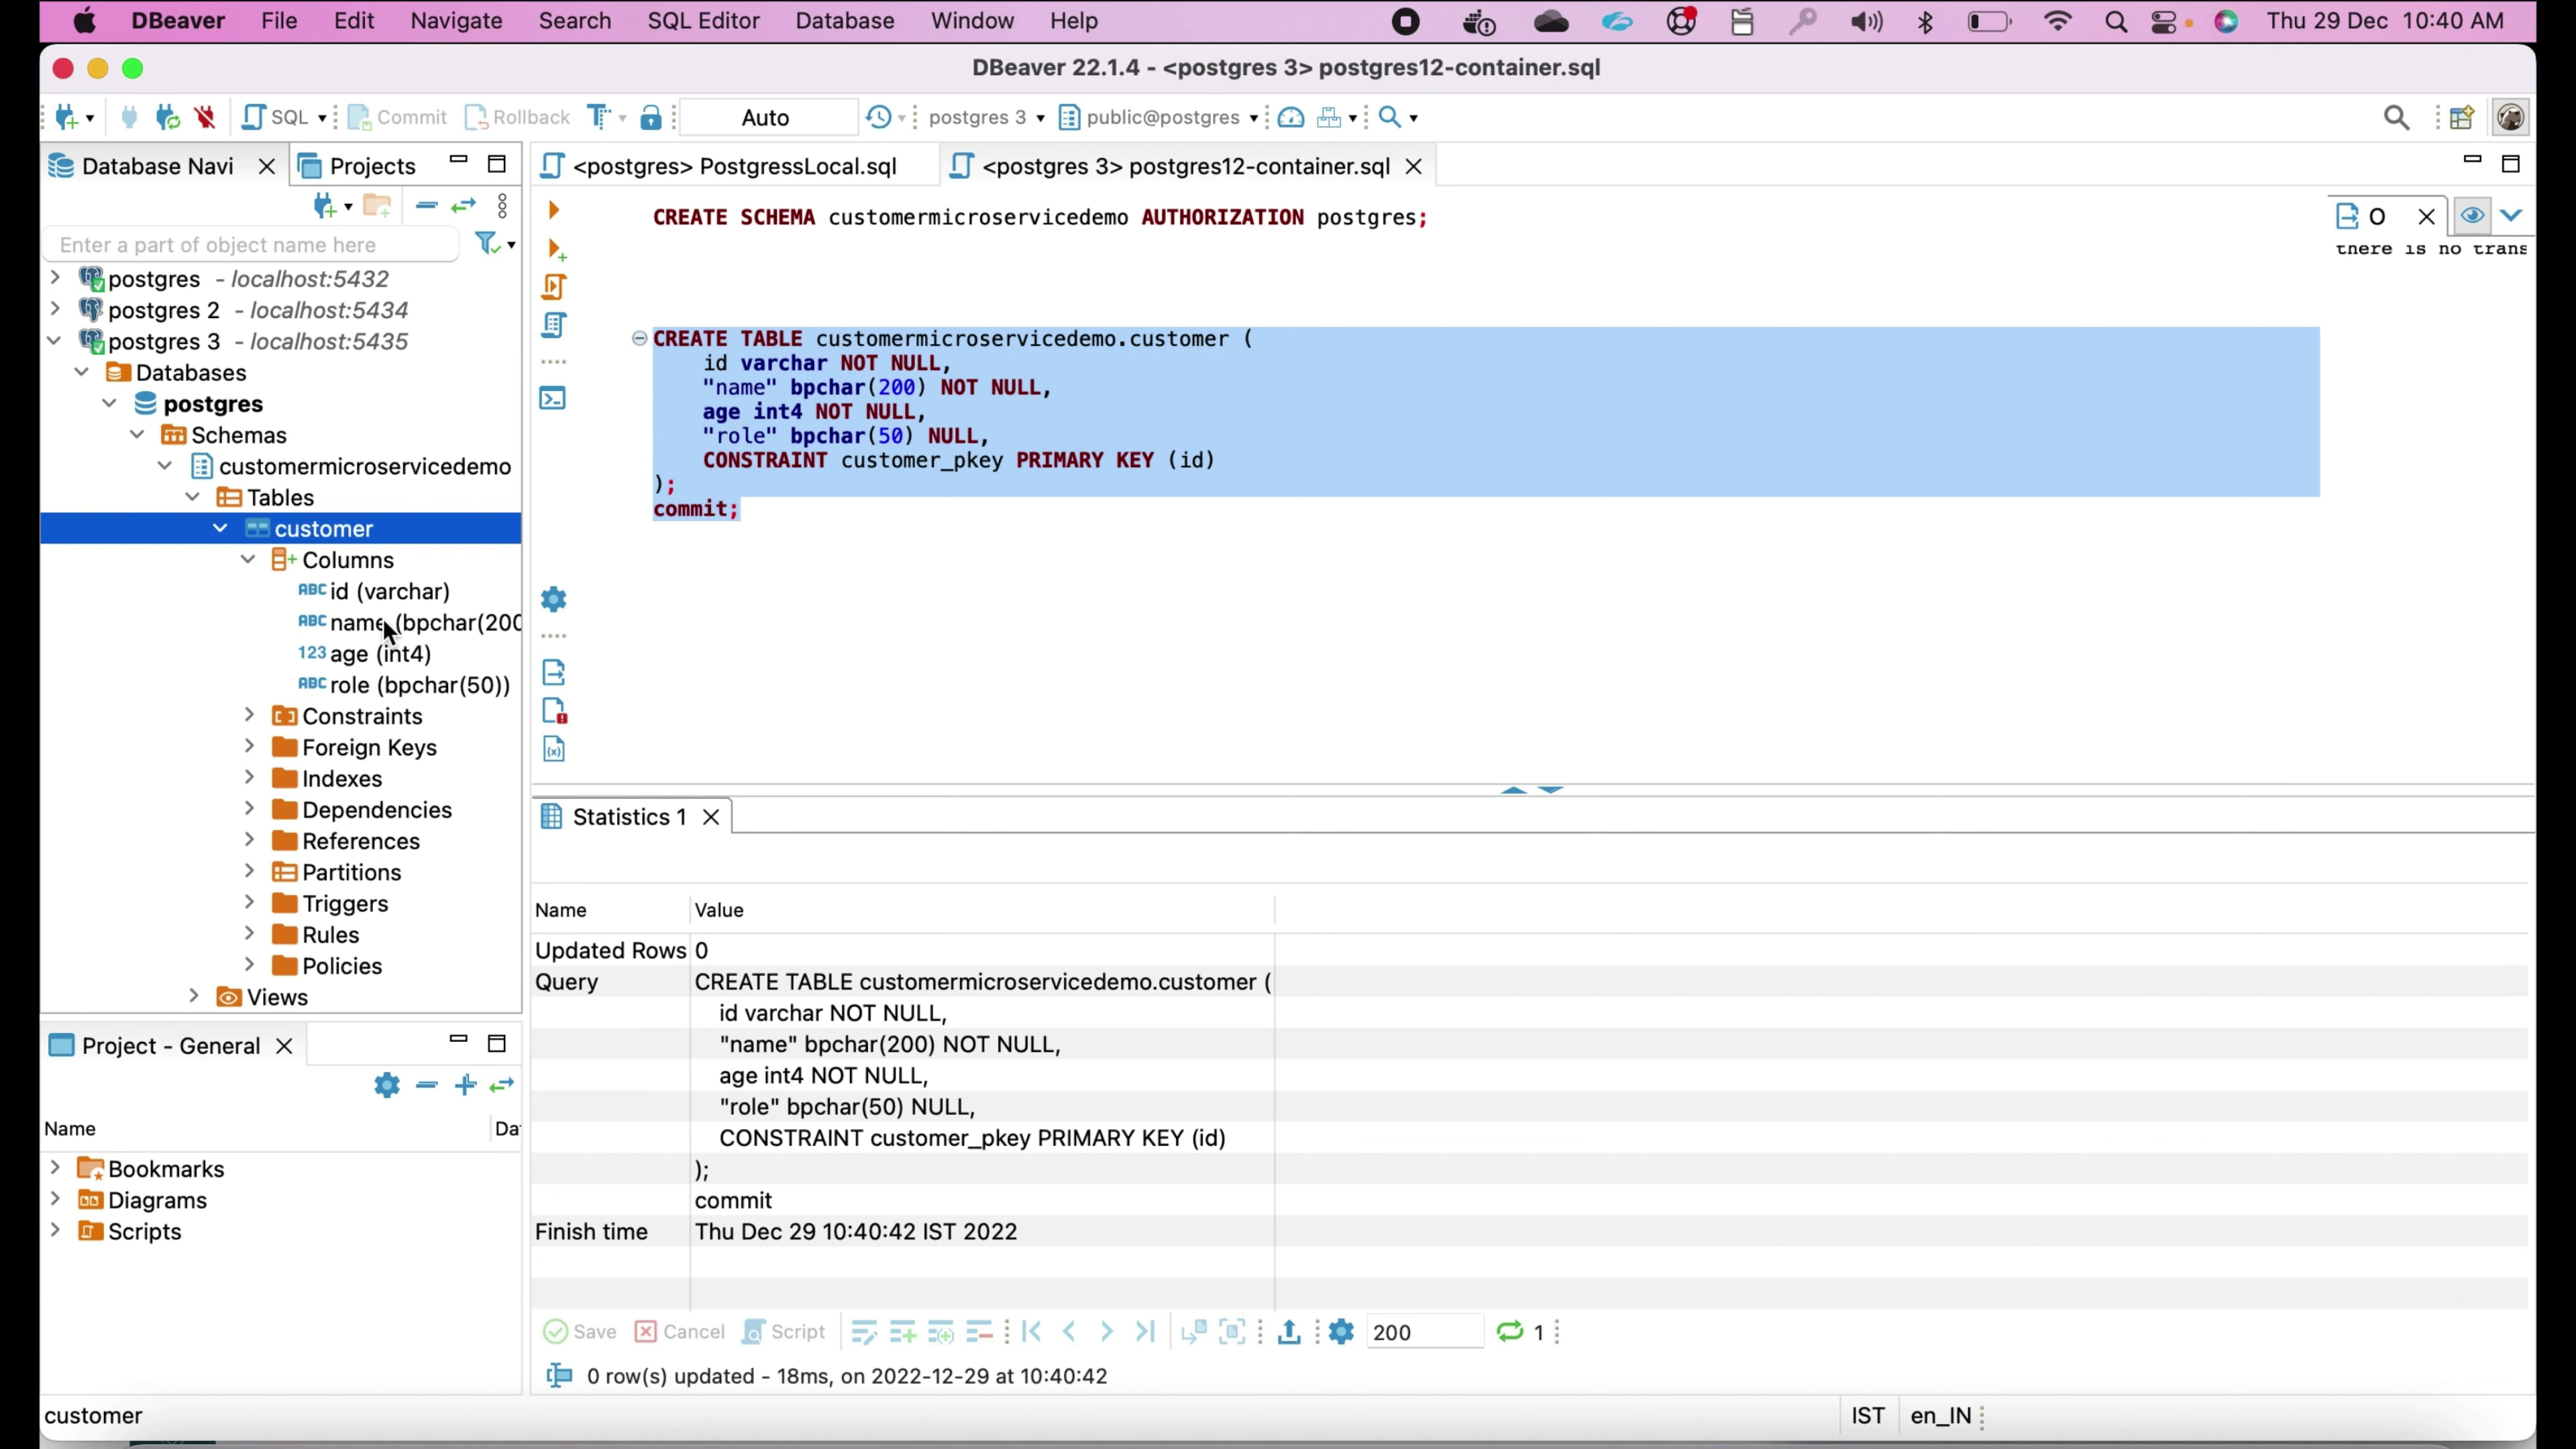 DBeaver File Edit Navigate Search SQL Editor Database Window Help Thu 29 Dec 10:40 AM
DBeaver 22.1.4 - <postgres 3> postgres12-container.sql
SQL Commit Rollback Auto postgres 3 public@postgres
Database Navi Projects
<postgres> PostgressLocal.sql <postgres 3> postgres12-container.sql
Enter a part of object name here
postgres - localhost:5432
postgres 2 - localhost:5434
postgres 3 - localhost:5435
Databases
postgres
Schemas
customermicroservicedemo
Tables
customer
Columns
ABC id (varchar)
ABC name (bpchar(200
123 age (int4)
ABC role (bpchar(50))
Constraints
Foreign Keys
Indexes
Dependencies
References
Partitions
Triggers
Rules
Policies
Views
CREATE SCHEMA customermicroservicedemo AUTHORIZATION postgres;
CREATE TABLE customermicroservicedemo.customer (
id varchar NOT NULL,
"name" bpchar(200) NOT NULL,
age int4 NOT NULL,
"role" bpchar(50) NULL,
CONSTRAINT customer_pkey PRIMARY KEY (id)
);
commit;
O
there is no trans
Statistics 1
Name Value
Updated Rows 0
Query CREATE TABLE customermicroservicedemo.customer (
id varchar NOT NULL,
"name" bpchar(200) NOT NULL,
age int4 NOT NULL,
"role" bpchar(50) NULL,
CONSTRAINT customer_pkey PRIMARY KEY (id)
);
commit
Finish time Thu Dec 29 10:40:42 IST 2022
Save Cancel Script 200 1
0 row(s) updated - 18ms, on 2022-12-29 at 10:40:42
Project - General
Name Da
Bookmarks
Diagrams
Scripts
customer IST en_IN